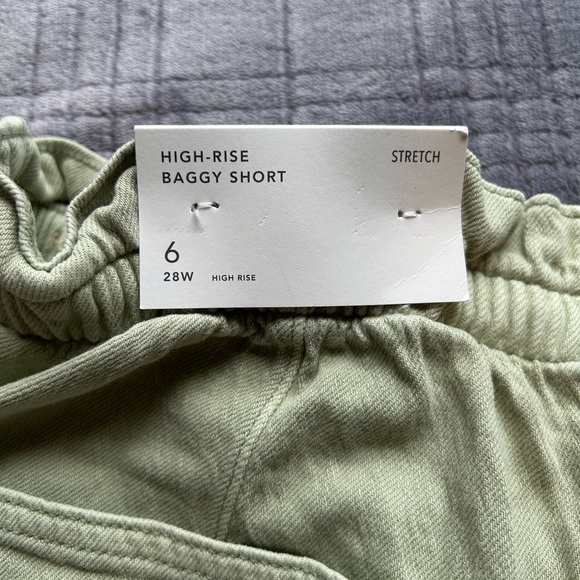 HIGH-RISE STRETCH
BAGGY SHORT
6
28W HIGH RISE